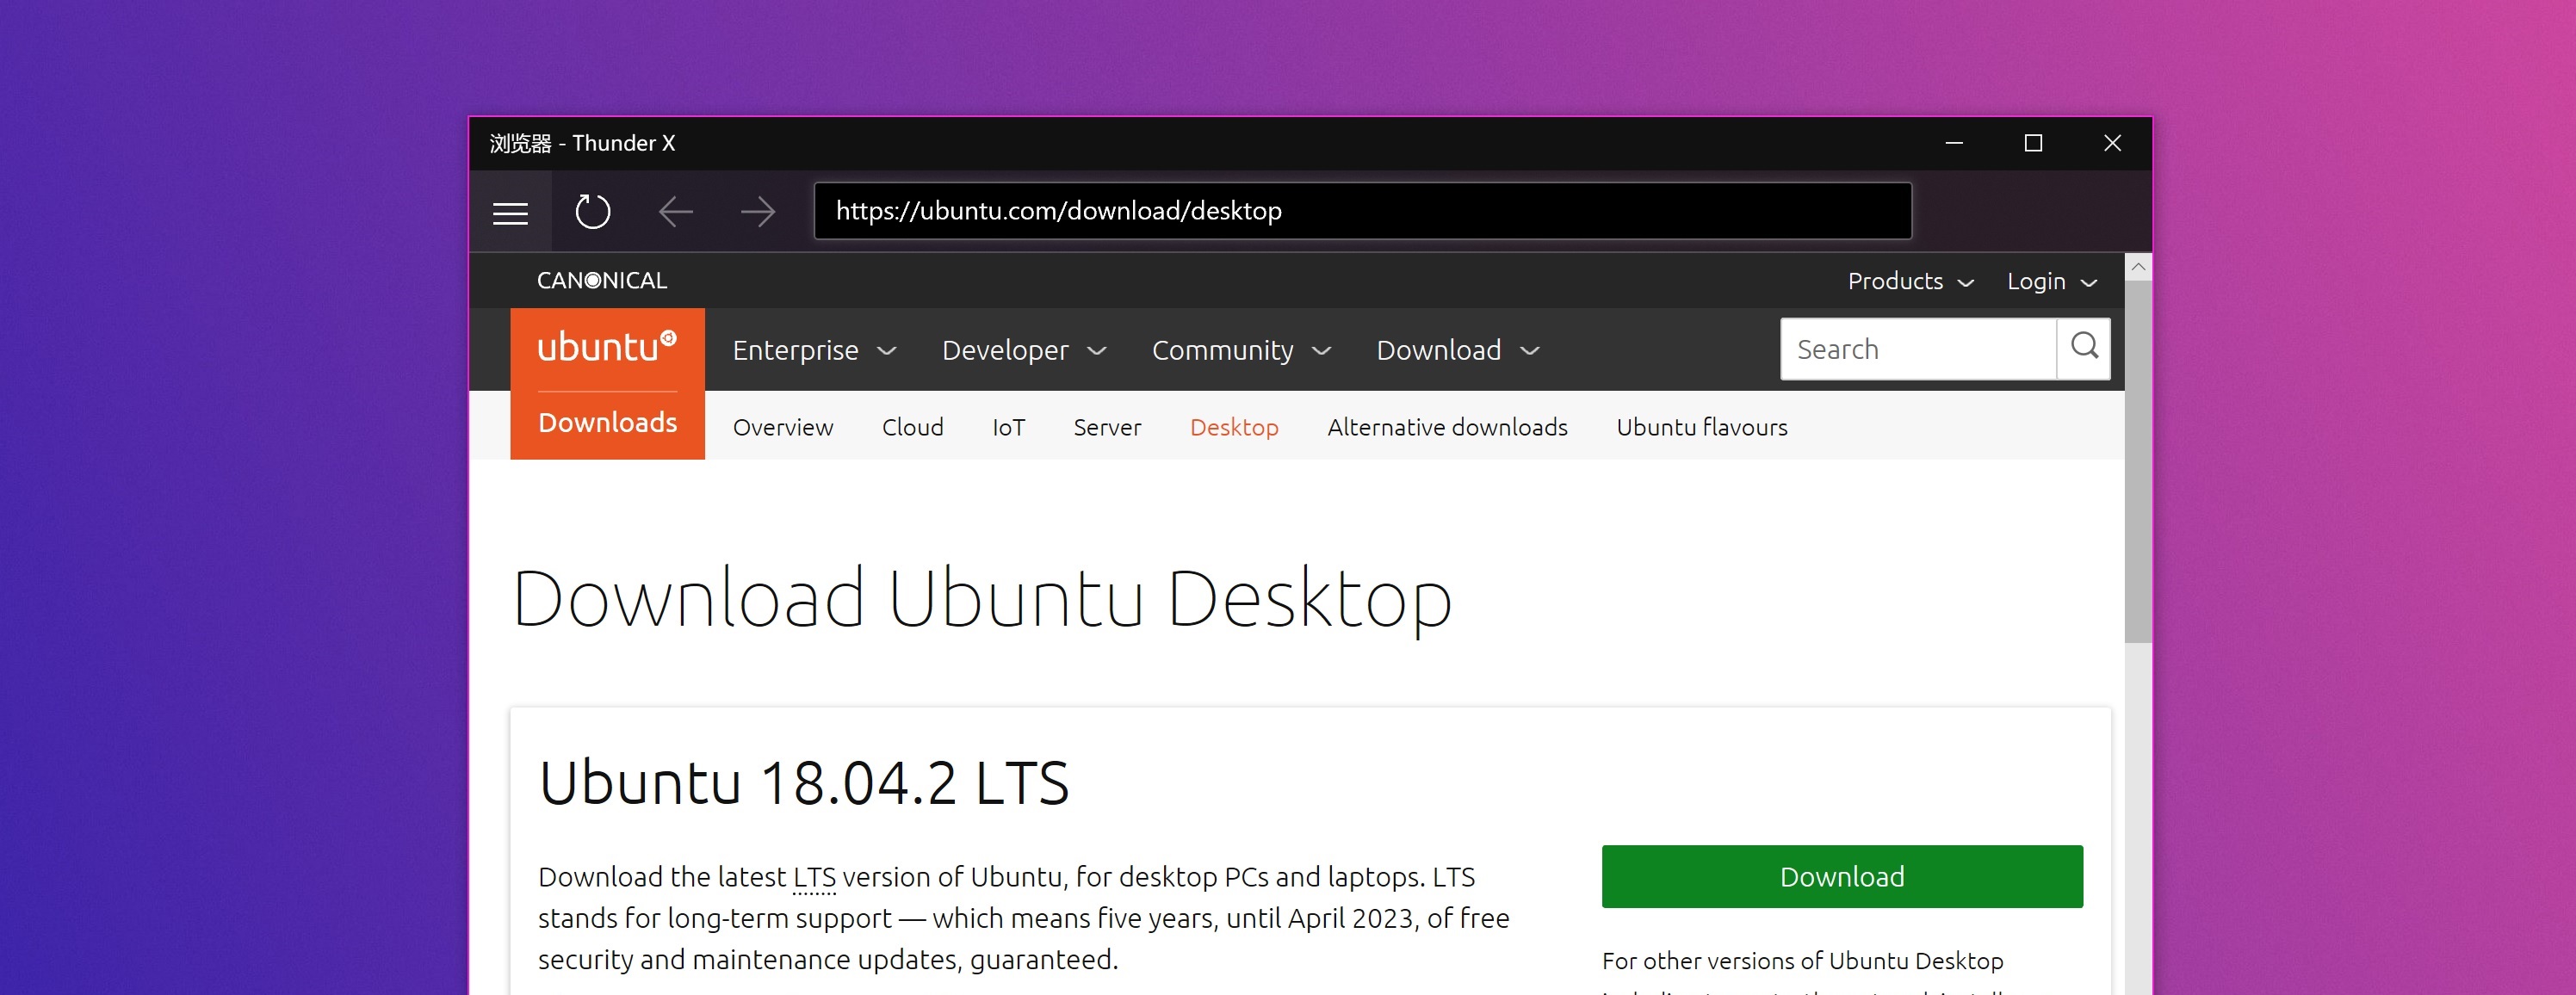 浏览器 - Thunder X
https://ubuntu.com/download/desktop
CANONICAL
Products Login
ubuntu
Enterprise Developer Community Download
Search
Downloads
Overview Cloud IoT Server Desktop Alternative downloads Ubuntu flavours
Download Ubuntu Desktop
Ubuntu 18.04.2 LTS
Download the latest LTS version of Ubuntu, for desktop PCs and laptops. LTS
stands for long-term support — which means five years, until April 2023, of free
security and maintenance updates, guaranteed.
Download
For other versions of Ubuntu Desktop